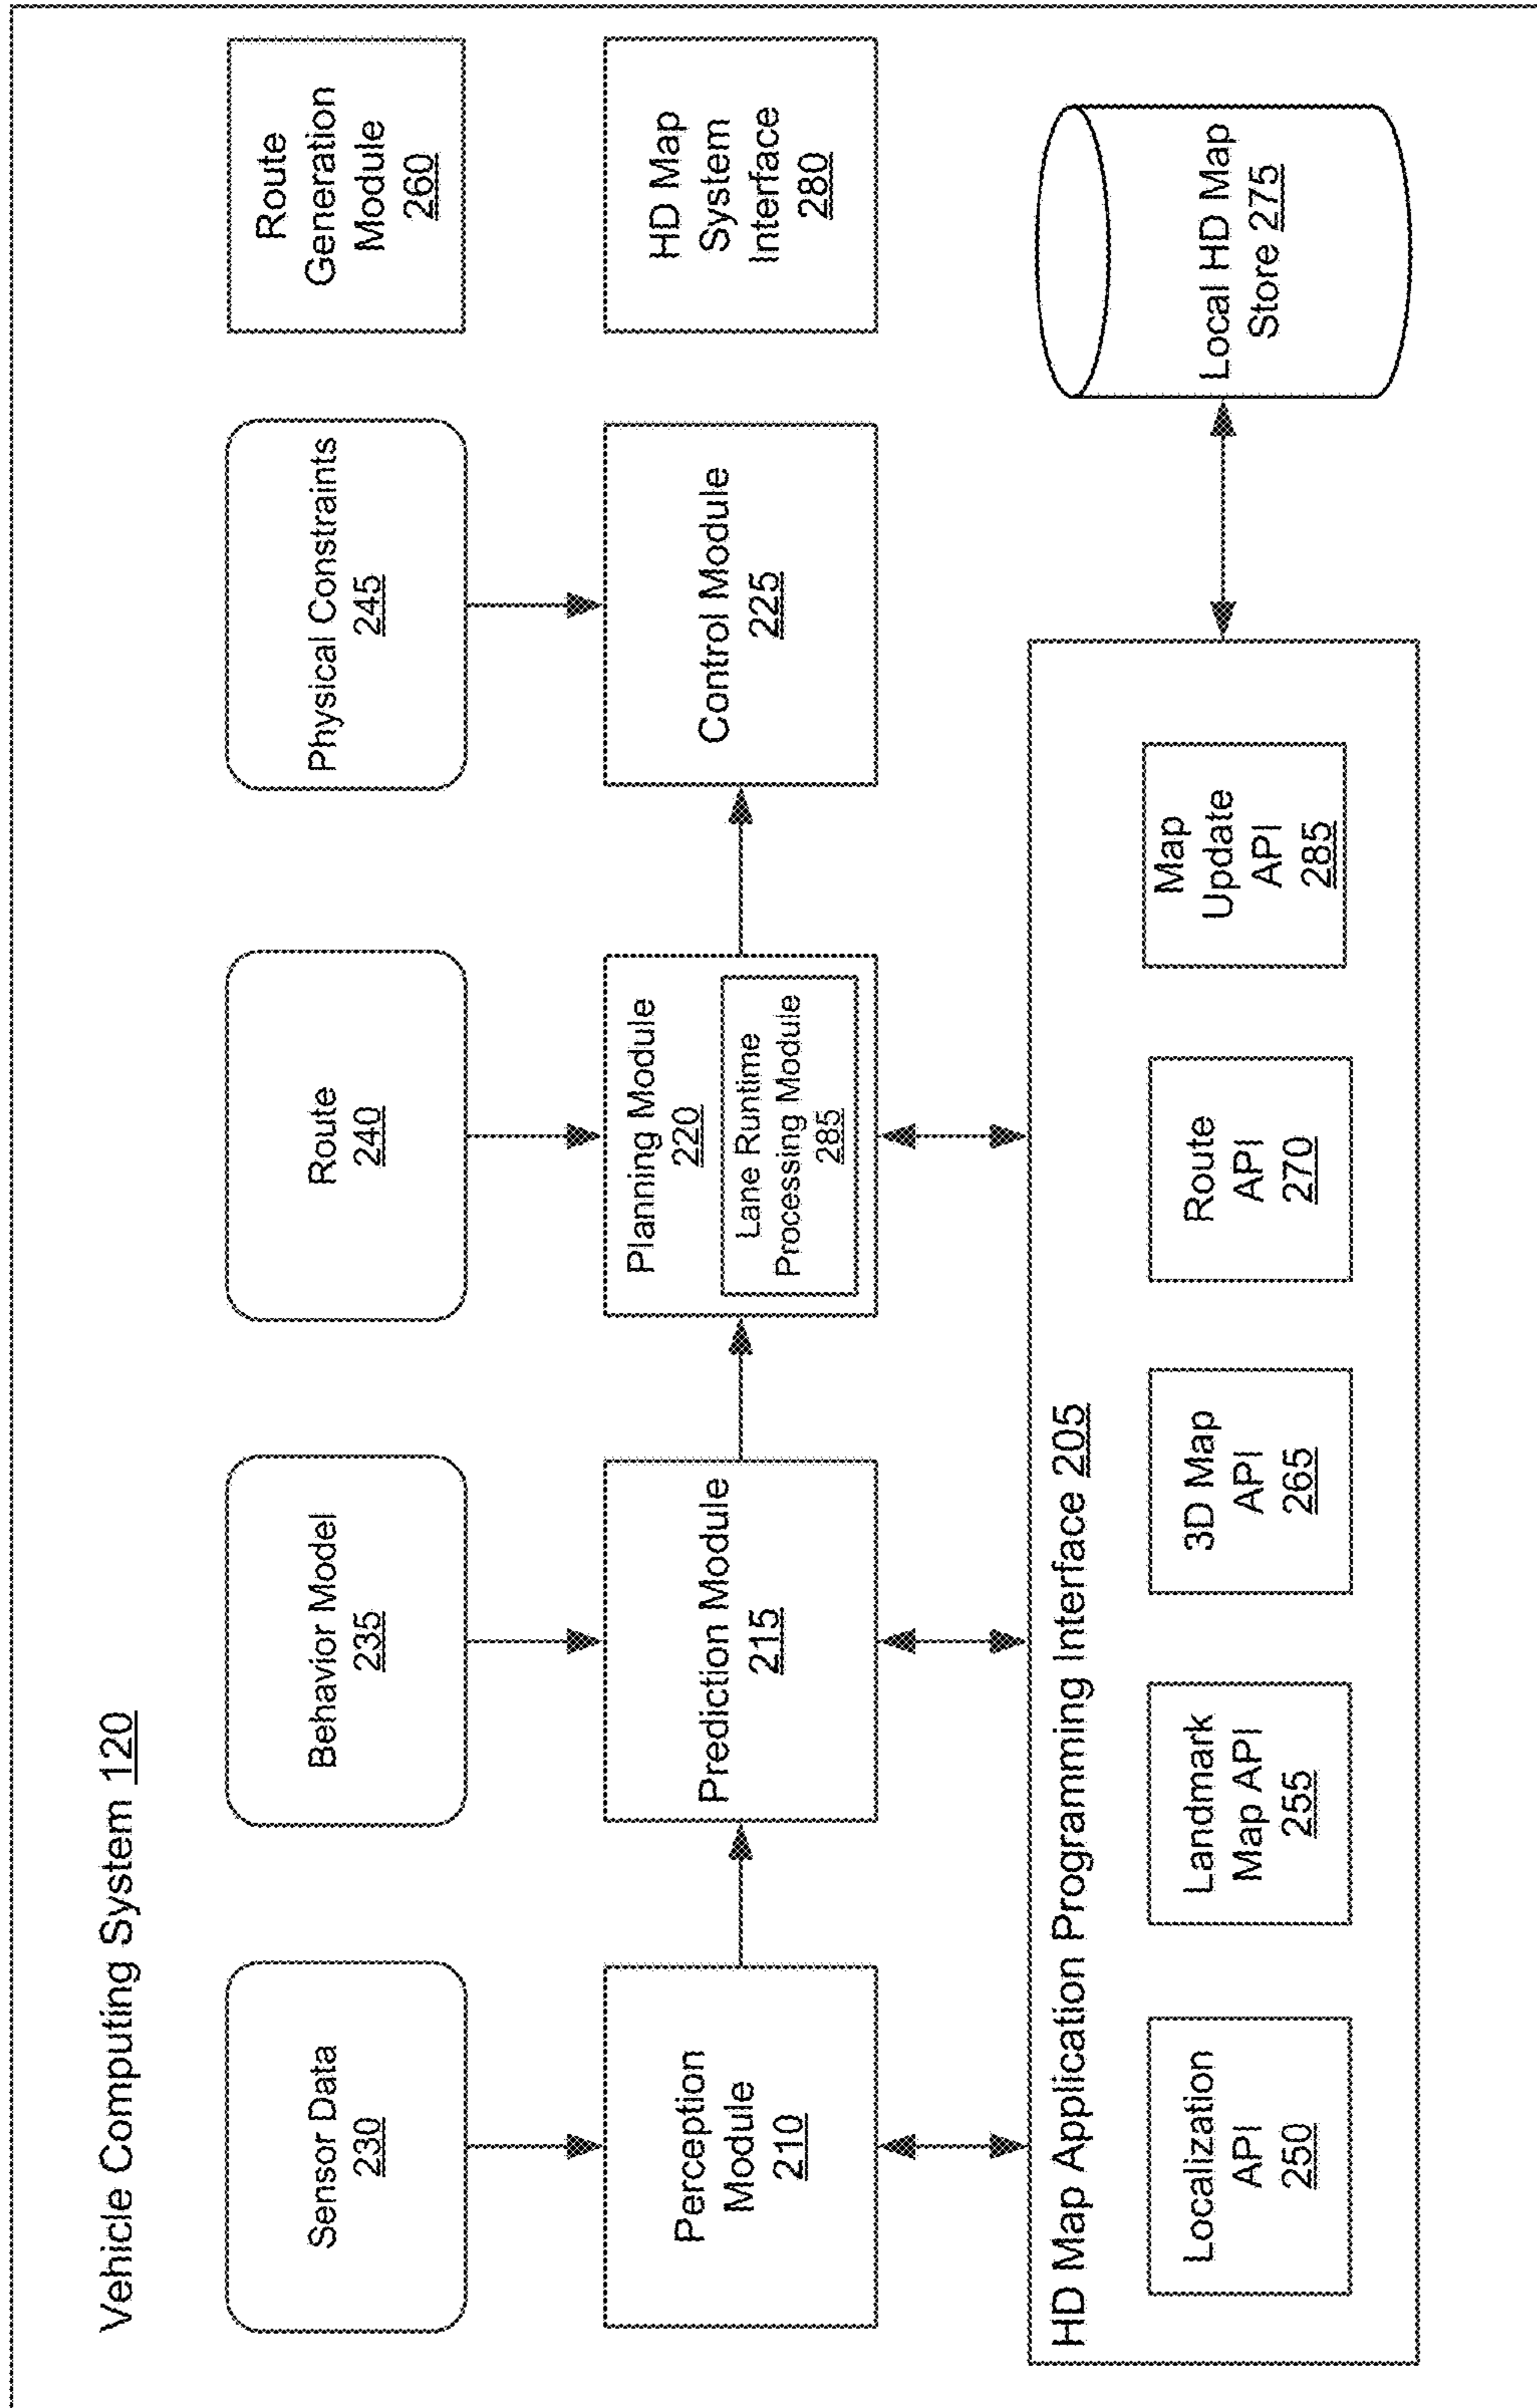 Vehicle Computing System 120
Sensor Data
230
Behavior Model
235
Route
240
Physical Constraints
245
Route
Generation
Module
260
Perception
Module
210
Prediction Module
215
Planning Module
220
Lane Runtime
Processing Module
285
Control Module
225
HD Map
System
Interface
280
HD Map Application Programming Interface 205
Localization
API
250
Landmark
Map API
255
3D Map
API
265
Route
API
270
Map
Update
API
285
Local HD Map
Store 275